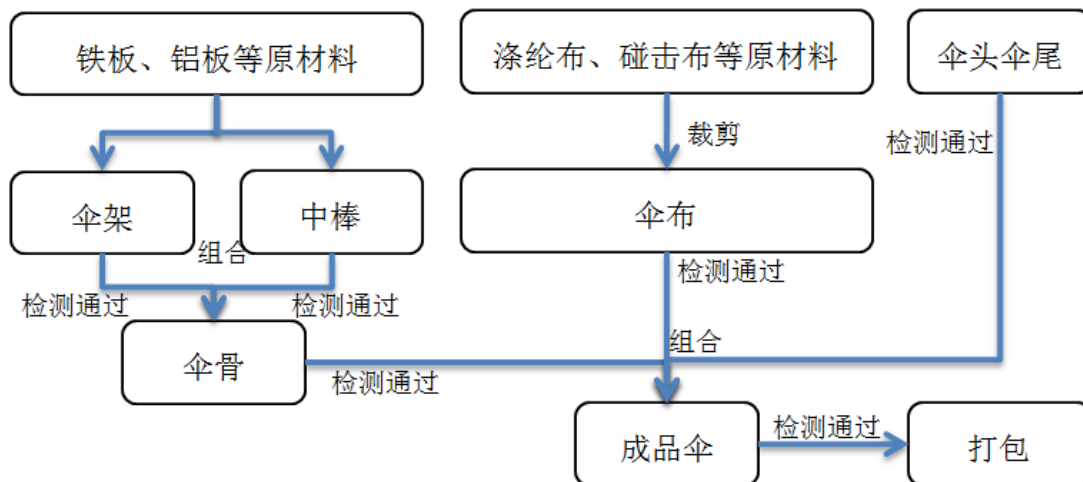 铁板、铝板等原材料
涤纶布、碰击布等原材料
伞头伞尾
裁剪
检测通过
伞架
中棒
伞布
组合
检测通过
检测通过
检测通过
伞骨
组合
检测通过
成品伞
检测通过
打包